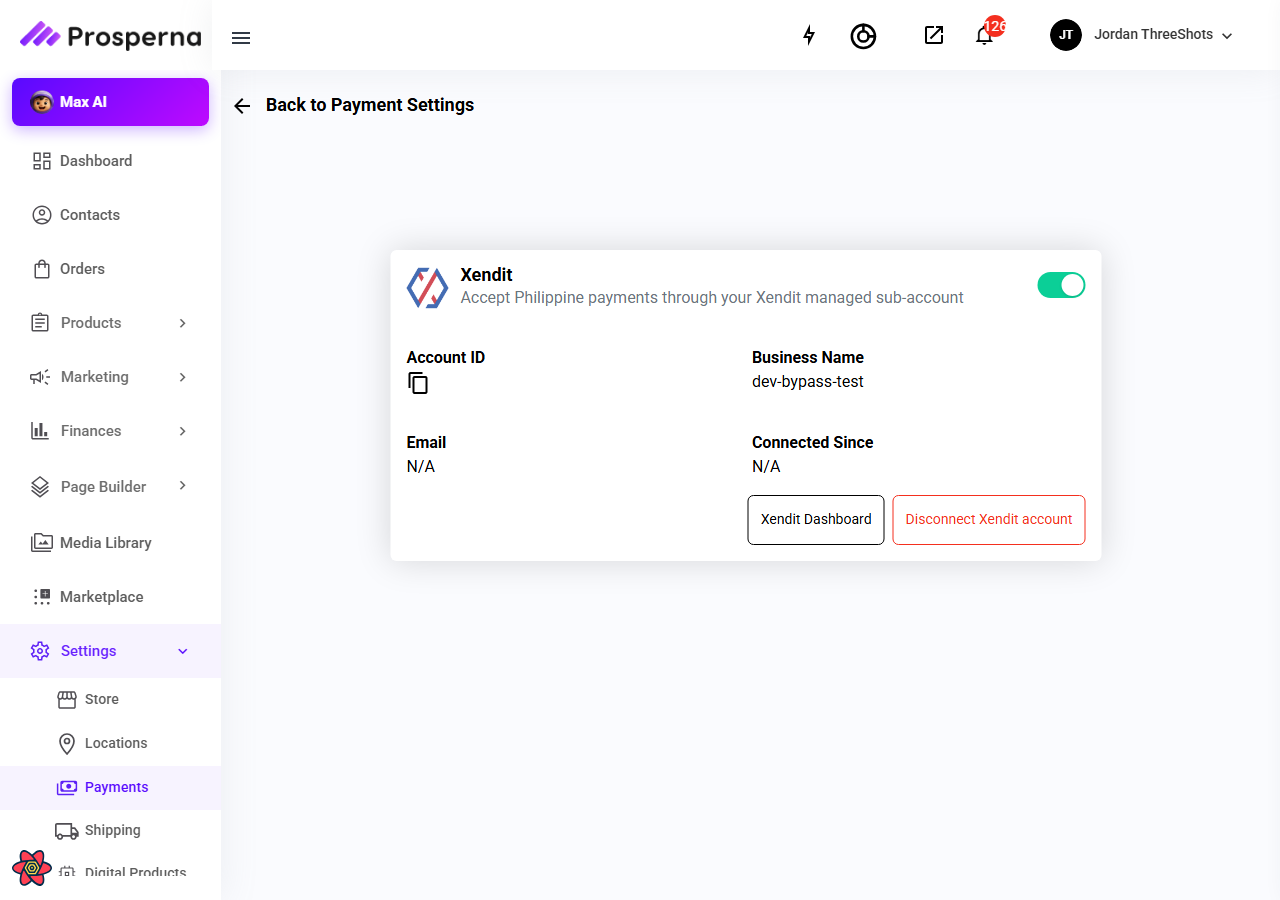 Prosperna
126
JT
Jordan ThreeShots
Max AI
Dashboard
Contacts
Orders
Products
Marketing
Finances
Page Builder
Media Library
Marketplace
Settings
Store
Locations
Payments
Shipping
Digital Products
Back to Payment Settings
Xendit
Accept Philippine payments through your Xendit managed sub-account
Account ID
Business Name
dev-bypass-test
Email
Connected Since
N/A
N/A
Xendit Dashboard
Disconnect Xendit account